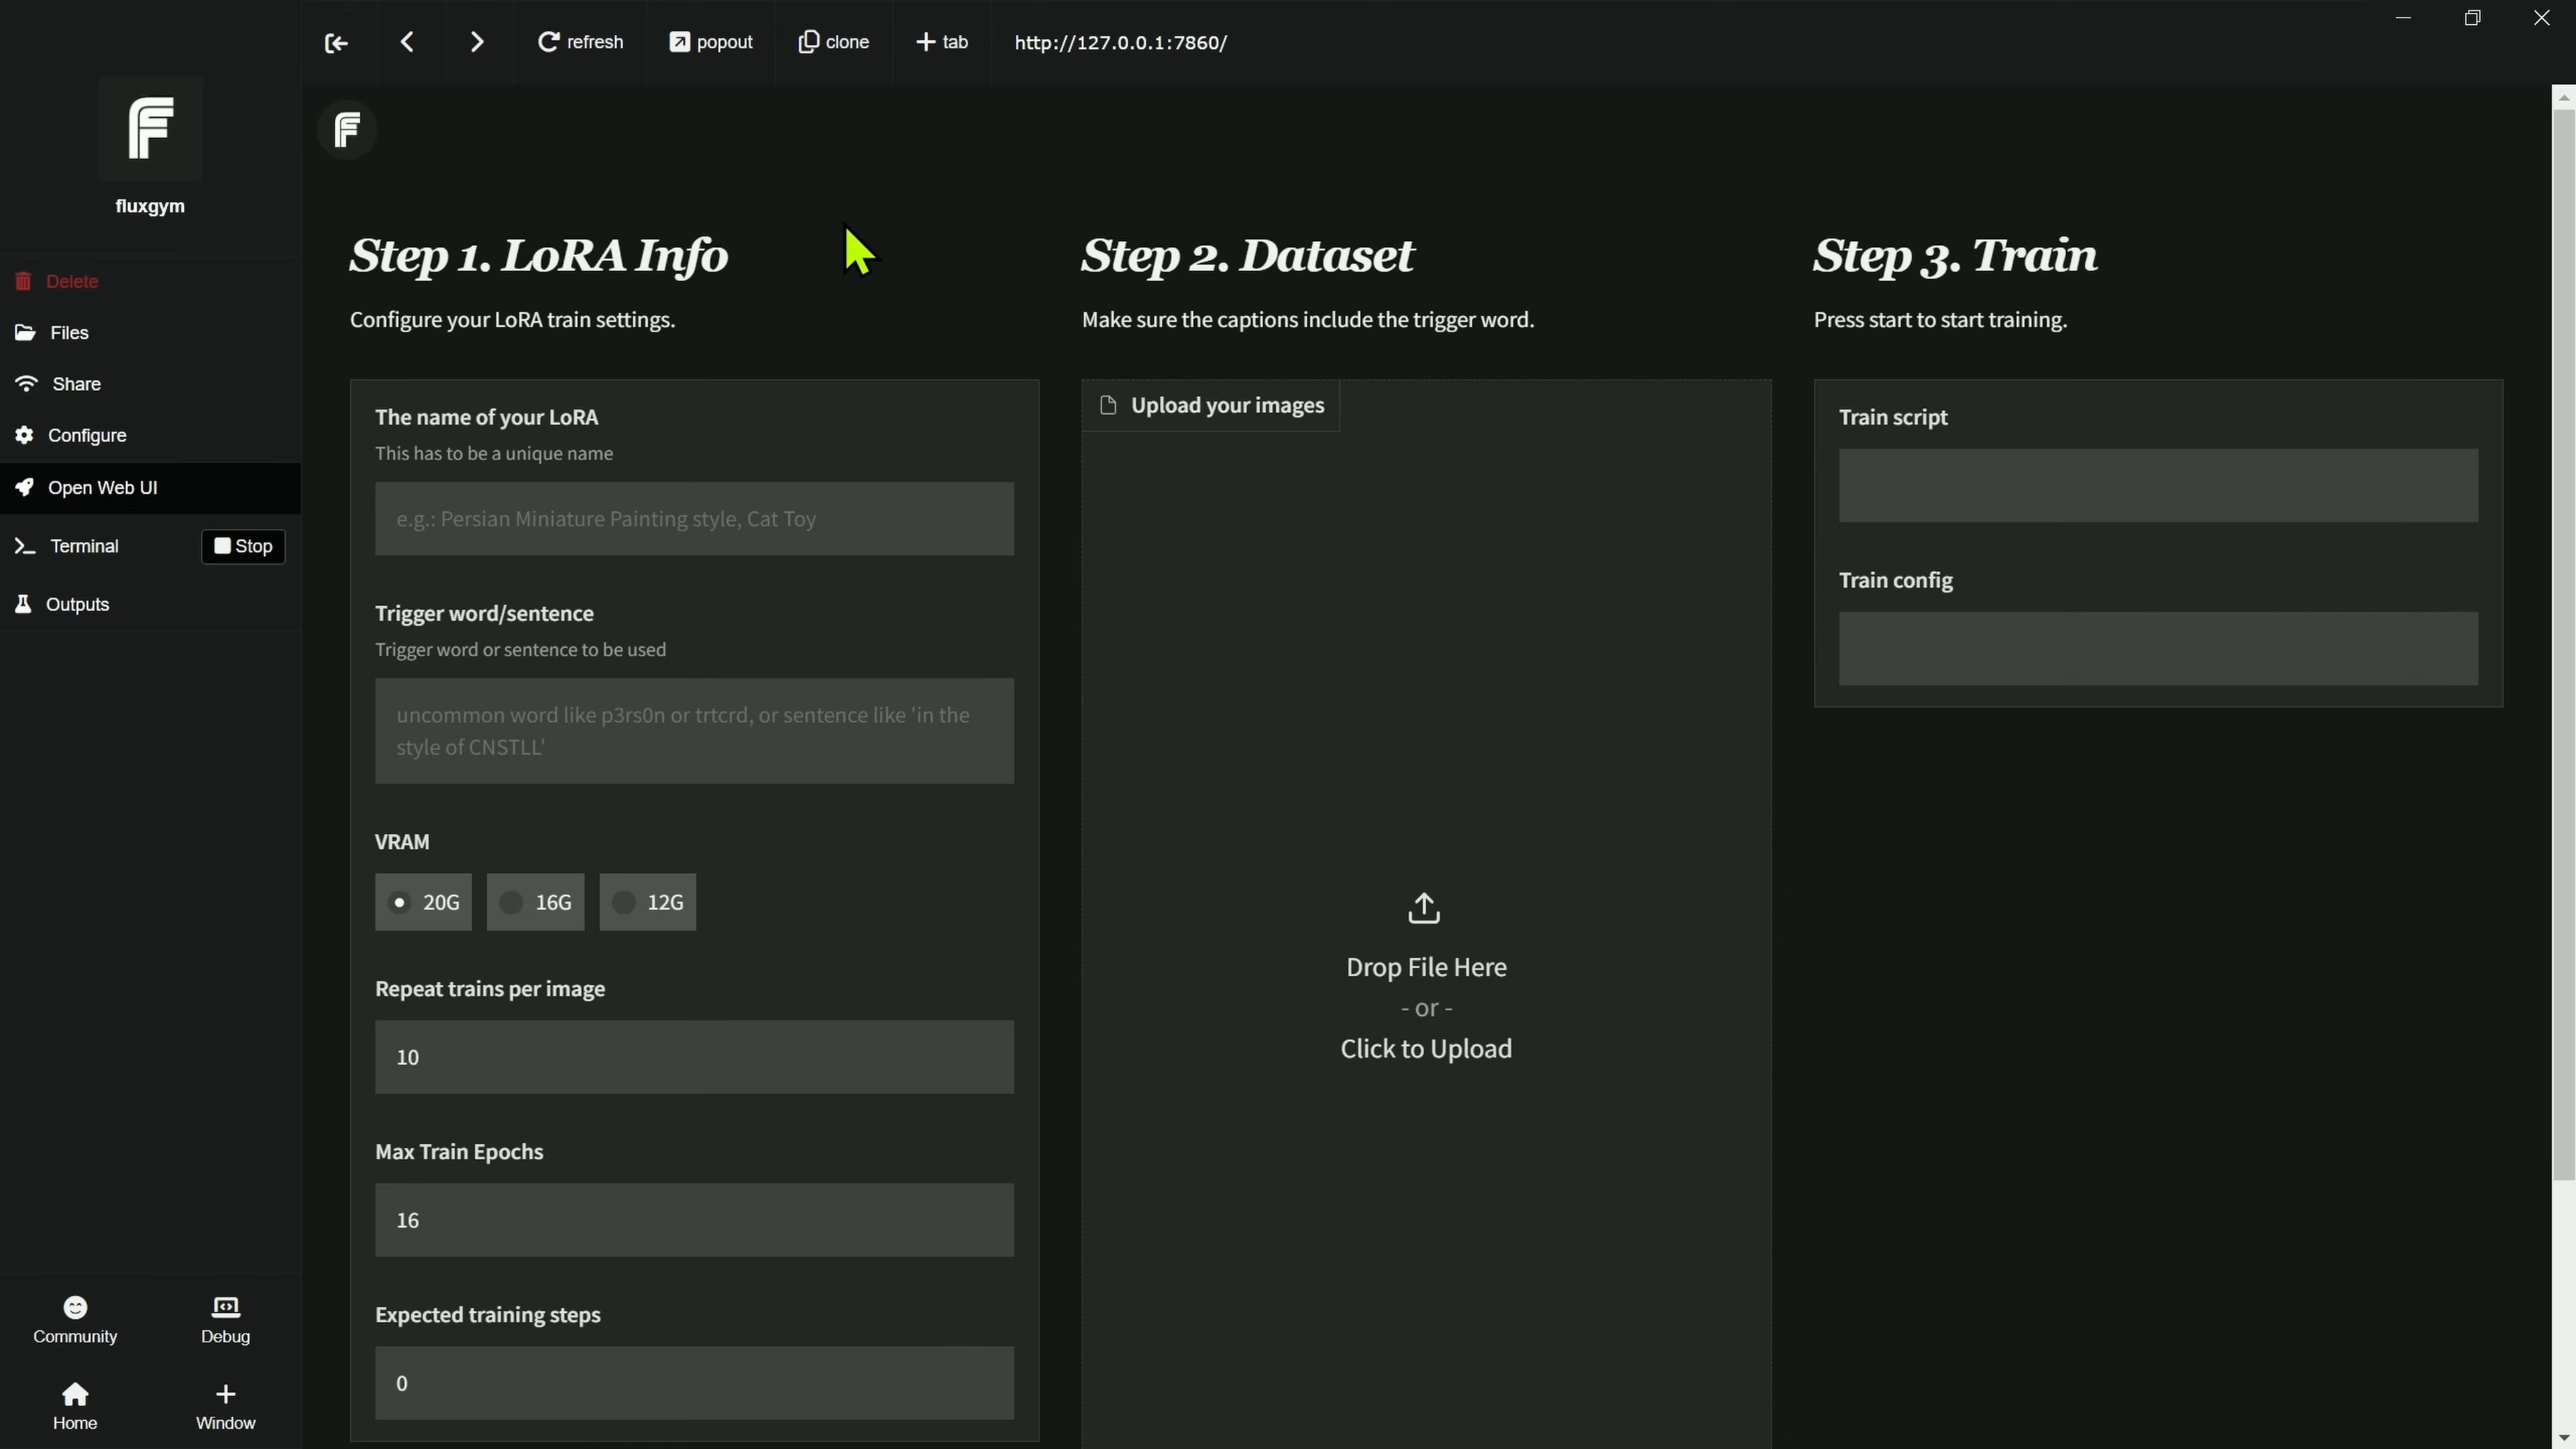 refresh
popout
clone
tab
http://127.0.0.1:7860/
fluxgym
Delete
Files
Share
Configure
Open Web UI
Terminal
Stop
Outputs
Community
Debug
Home
Window
Step 1. LoRA Info
Configure your LoRA train settings.
The name of your LoRA
This has to be a unique name
e.g.: Persian Miniature Painting style, Cat Toy
Trigger word/sentence
Trigger word or sentence to be used
uncommon word like p3rs0n or trtcrd, or sentence like 'in the
style of CNSTLL'
VRAM
20G
16G
12G
Repeat trains per image
10
Max Train Epochs
16
Expected training steps
0
Step 2. Dataset
Make sure the captions include the trigger word.
Upload your images
Drop File Here
- or -
Click to Upload
Step 3. Train
Press start to start training.
Train script
Train config